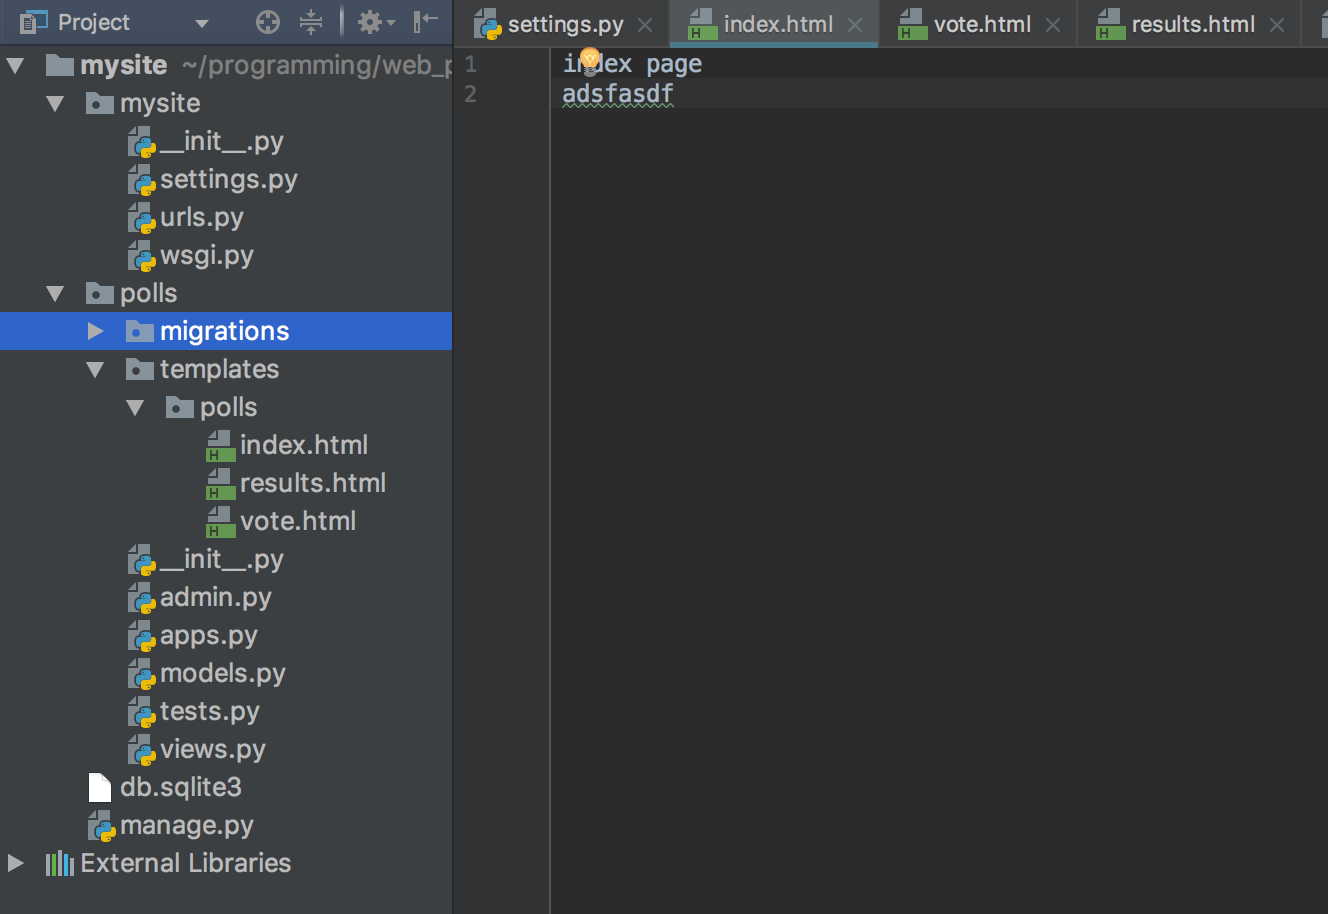 Project
settings.py
index.html
vote.html
results.html
mysite ~/programming/web_p
mysite
__init__.py
settings.py
urls.py
wsgi.py
polls
migrations
templates
polls
index.html
results.html
vote.html
__init__.py
admin.py
apps.py
models.py
tests.py
views.py
db.sqlite3
manage.py
External Libraries
1 index page
2 adsfasdf